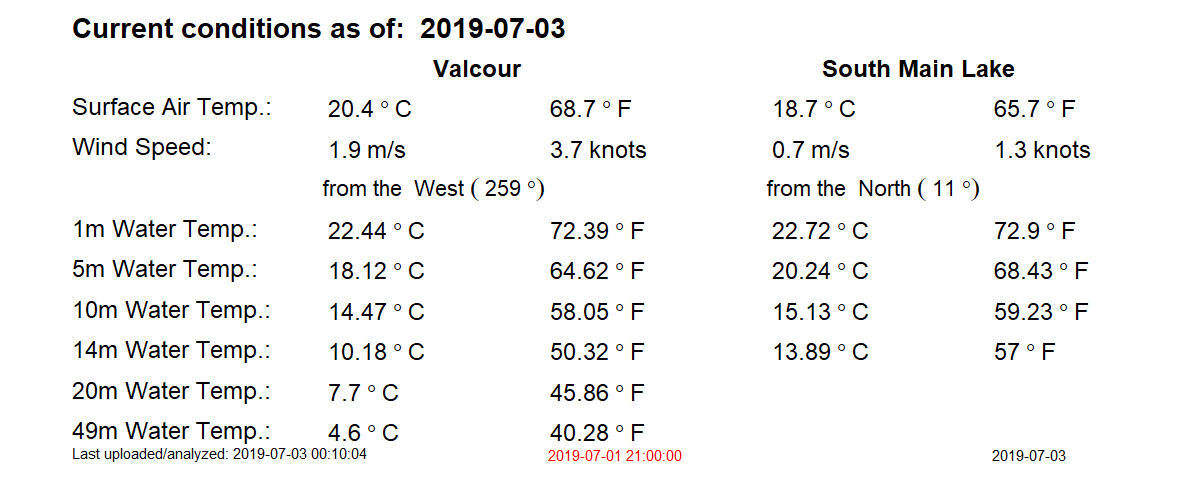 Current conditions as of: 2019-07-03
Valcour South Main Lake
Surface Air Temp.: 20.4 ° C 68.7 ° F 18.7 ° C 65.7 ° F
Wind Speed: 1.9 m/s 3.7 knots 0.7 m/s 1.3 knots
from the West ( 259 °) from the North ( 11 °)
1m Water Temp.: 22.44 ° C 72.39 ° F 22.72 ° C 72.9 ° F
5m Water Temp.: 18.12 ° C 64.62 ° F 20.24 ° C 68.43 ° F
10m Water Temp.: 14.47 ° C 58.05 ° F 15.13 ° C 59.23 ° F
14m Water Temp.: 10.18 ° C 50.32 ° F 13.89 ° C 57 ° F
20m Water Temp.: 7.7 ° C 45.86 ° F
49m Water Temp.: 4.6 ° C 40.28 ° F
Last uploaded/analyzed: 2019-07-03 00:10:04 2019-07-01 21:00:00 2019-07-03